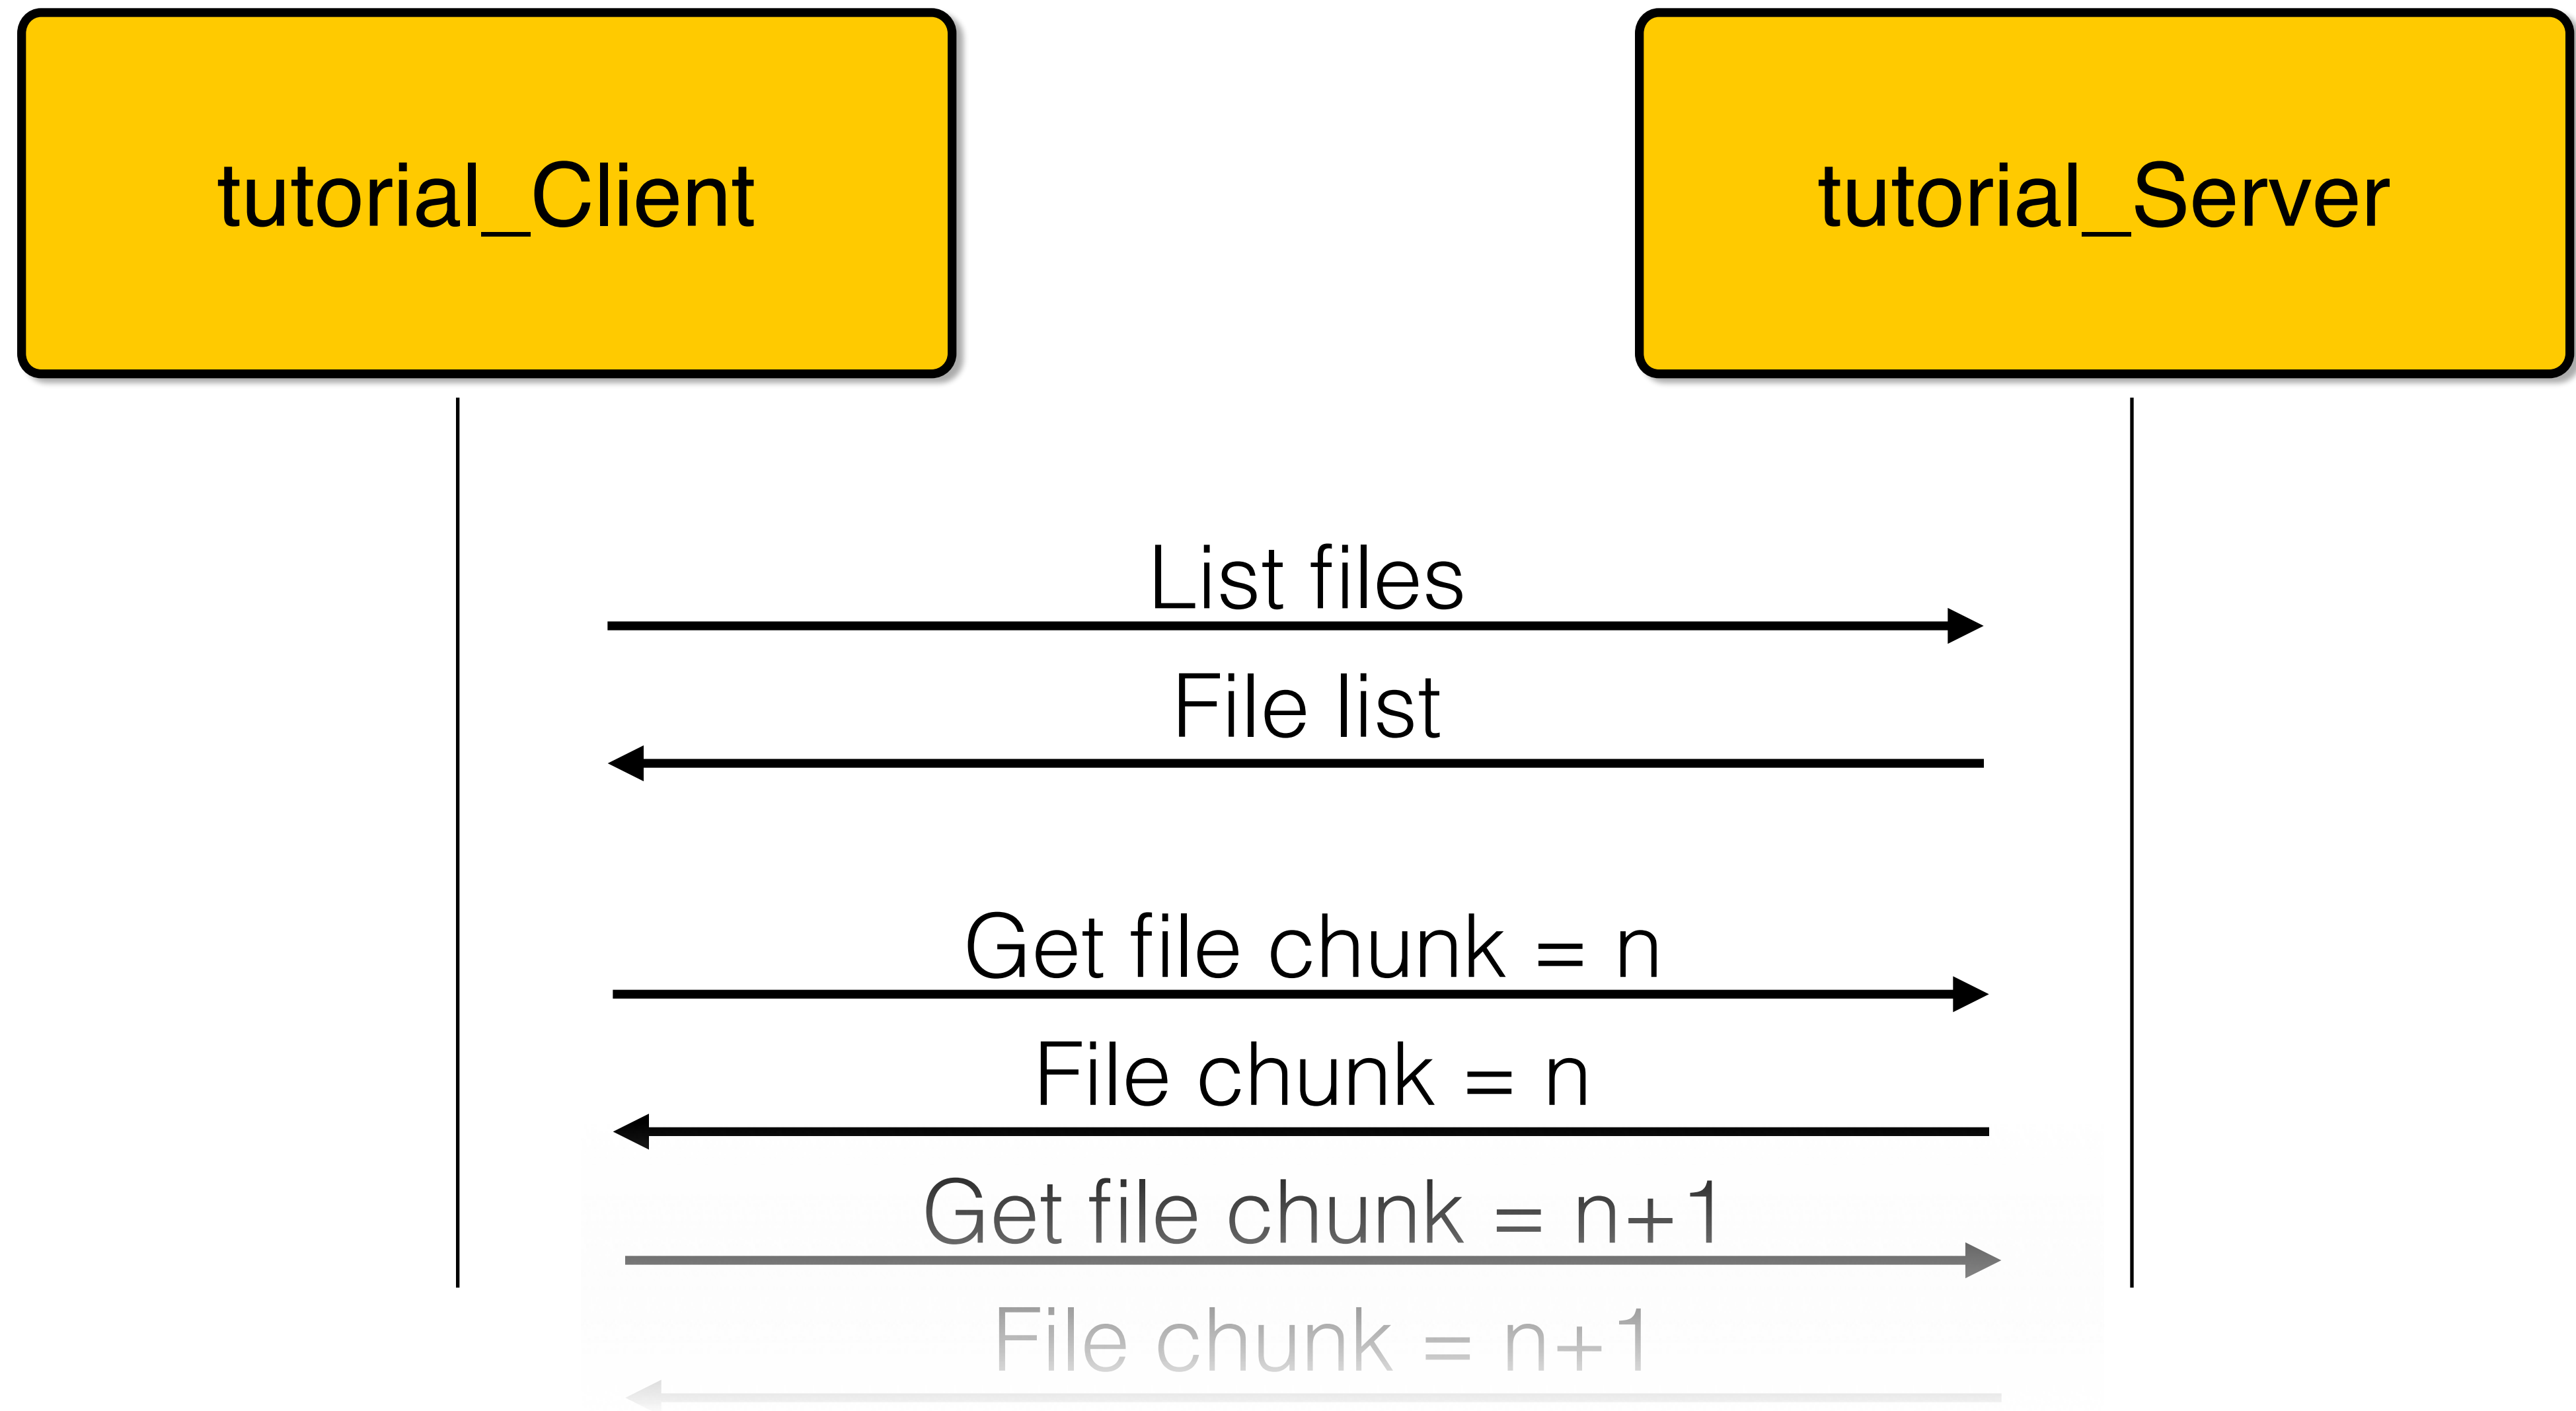 tutorial_Client
tutorial_Server
List files
File list
Get file chunk = n
File chunk = n
Get file chunk = n+1
File chunk = n+1